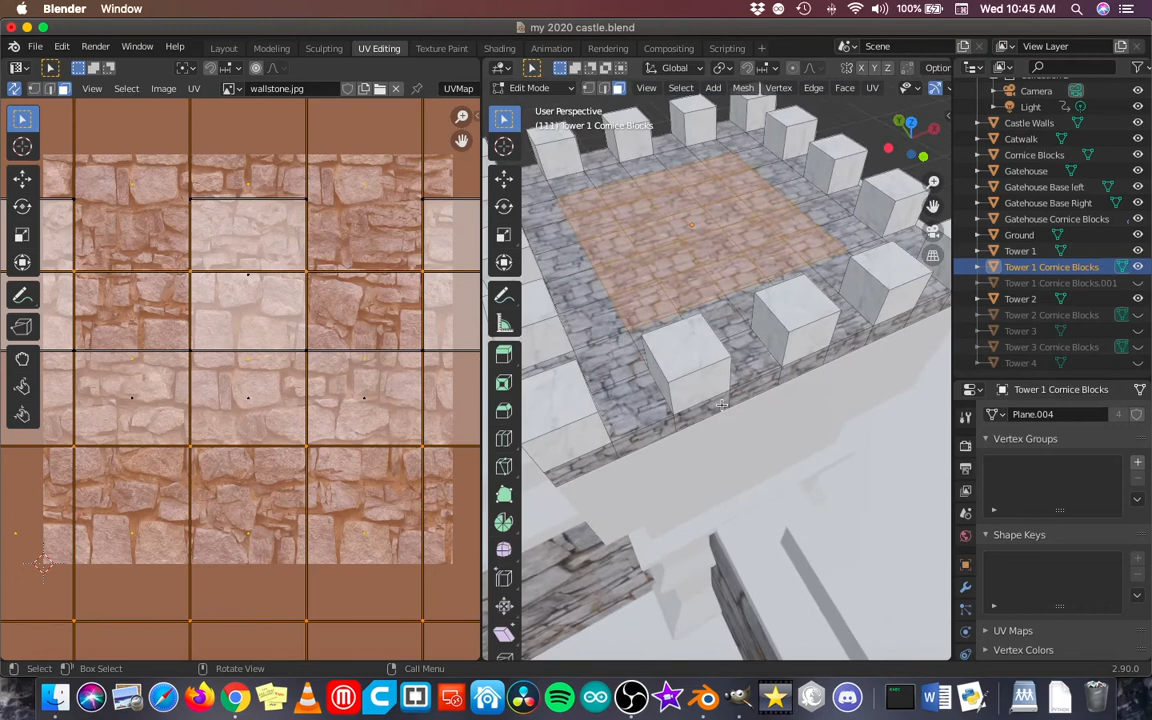 Blender Window
100% Wed 10:45 AM
my 2020 castle.blend
File Edit Render Window Help
Layout Modeling Sculpting UV Editing Texture Paint Shading Animation Rendering Compositing Scripting +
Scene
View Layer
Global
X Y Z
Option
View Select Image UV
wallstone.jpg
UVMap
Edit Mode
View Select Add Mesh Vertex Edge Face UV
User Perspective
(111) Tower 1 Cornice Blocks
Camera
Light
Castle Walls
Catwalk
Cornice Blocks
Gatehouse
Gatehouse Base left
Gatehouse Base Right
Gatehouse Cornice Blocks
Ground
Tower 1
Tower 1 Cornice Blocks
Tower 1 Cornice Blocks.001
Tower 2
Tower 2 Cornice Blocks
Tower 3
Tower 3 Cornice Blocks
Tower 4
Tower 1 Cornice Blocks
Plane.004 4
Vertex Groups
Shape Keys
UV Maps
Vertex Colors
Select Box Select Rotate View Call Menu
2.90.0